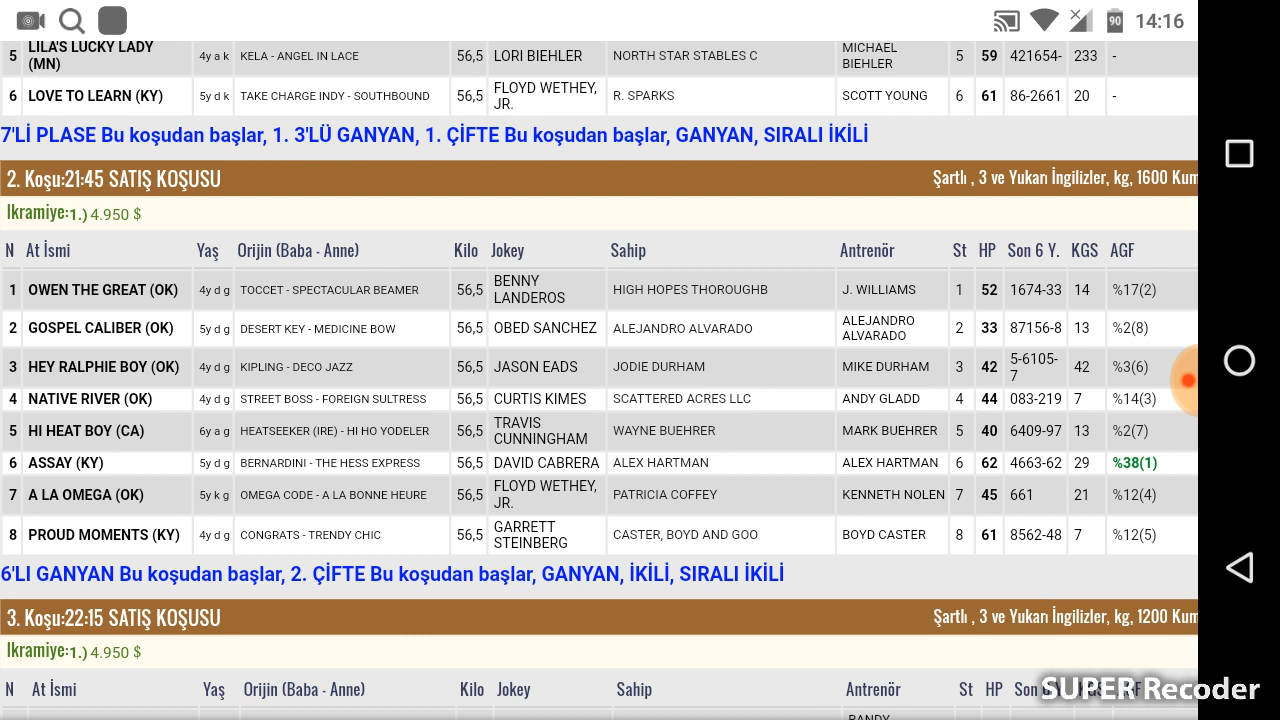 90 14:16
5 LILA'S LUCKY LADY (MN) 4y a k KELA - ANGEL IN LACE 56,5 LORI BIEHLER NORTH STAR STABLES C MICHAEL BIEHLER 5 59 421654- 233 -
6 LOVE TO LEARN (KY) 5y d k TAKE CHARGE INDY - SOUTHBOUND 56,5 FLOYD WETHEY, JR. R. SPARKS SCOTT YOUNG 6 61 86-2661 20 -
7'Lİ PLASE Bu koşudan başlar, 1. 3'LÜ GANYAN, 1. ÇİFTE Bu koşudan başlar, GANYAN, SIRALI İKİLİ
2. Koşu:21:45 SATIŞ KOŞUSU Şartlı , 3 ve Yukarı İngilizler, kg, 1600 Kum
Ikramiye:1.) 4.950 $
N At İsmi Yaş Orijin (Baba - Anne) Kilo Jokey Sahip Antrenör St HP Son 6 Y. KGS AGF
1 OWEN THE GREAT (OK) 4y d g TOCCET - SPECTACULAR BEAMER 56,5 BENNY LANDEROS HIGH HOPES THOROUGHB J. WILLIAMS 1 52 1674-33 14 %17(2)
2 GOSPEL CALIBER (OK) 5y d g DESERT KEY - MEDICINE BOW 56,5 OBED SANCHEZ ALEJANDRO ALVARADO ALEJANDRO ALVARADO 2 33 87156-8 13 %2(8)
3 HEY RALPHIE BOY (OK) 4y d g KIPLING - DECO JAZZ 56,5 JASON EADS JODIE DURHAM MIKE DURHAM 3 42 5-6105-7 42 %3(6)
4 NATIVE RIVER (OK) 4y d g STREET BOSS - FOREIGN SULTRESS 56,5 CURTIS KIMES SCATTERED ACRES LLC ANDY GLADD 4 44 083-219 7 %14(3)
5 HI HEAT BOY (CA) 6y a g HEATSEEKER (IRE) - HI HO YODELER 56,5 TRAVIS CUNNINGHAM WAYNE BUEHRER MARK BUEHRER 5 40 6409-97 13 %2(7)
6 ASSAY (KY) 5y d g BERNARDINI - THE HESS EXPRESS 56,5 DAVID CABRERA ALEX HARTMAN ALEX HARTMAN 6 62 4663-62 29 %38(1)
7 A LA OMEGA (OK) 5y k g OMEGA CODE - A LA BONNE HEURE 56,5 FLOYD WETHEY, JR. PATRICIA COFFEY KENNETH NOLEN 7 45 661 21 %12(4)
8 PROUD MOMENTS (KY) 4y d g CONGRATS - TRENDY CHIC 56,5 GARRETT STEINBERG CASTER, BOYD AND GOO BOYD CASTER 8 61 8562-48 7 %12(5)
6'LI GANYAN Bu koşudan başlar, 2. ÇİFTE Bu koşudan başlar, GANYAN, İKİLİ, SIRALI İKİLİ
3. Koşu:22:15 SATIŞ KOŞUSU Şartlı , 3 ve Yukarı İngilizler, kg, 1200 Kum
Ikramiye:1.) 4.950 $
N At İsmi Yaş Orijin (Baba - Anne) Kilo Jokey Sahip Antrenör St HP Son
SUPER Recoder